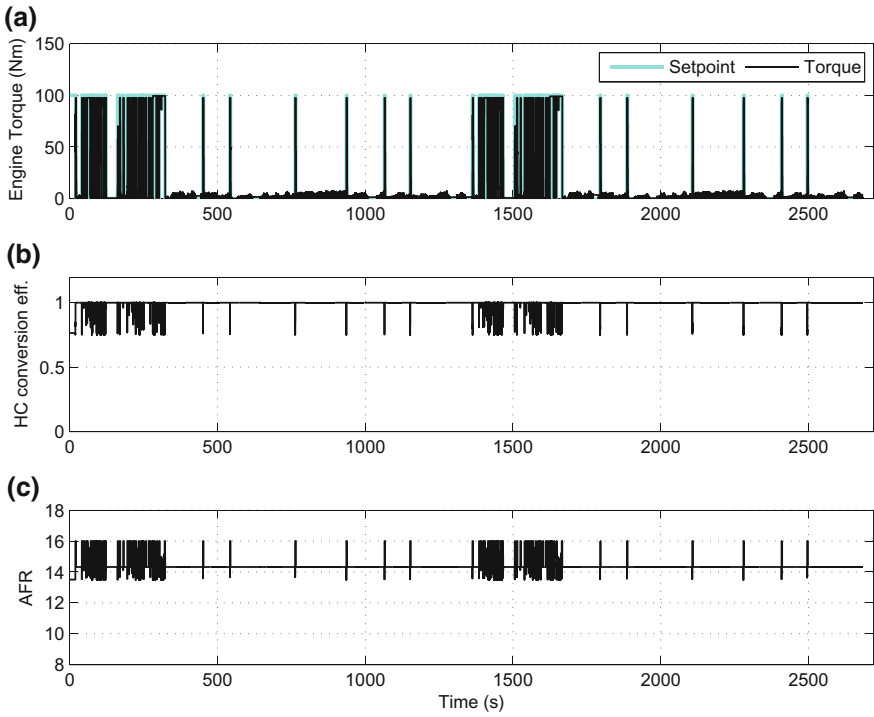 (a)
Engine Torque (Nm)
150
100
50
0
Setpoint
Torque
0 500 1000 1500 2000 2500
(b)
HC conversion eff.
1
0.5
0
0 500 1000 1500 2000 2500
(c)
AFR
18
16
14
12
10
8
0 500 1000 1500 2000 2500
Time (s)